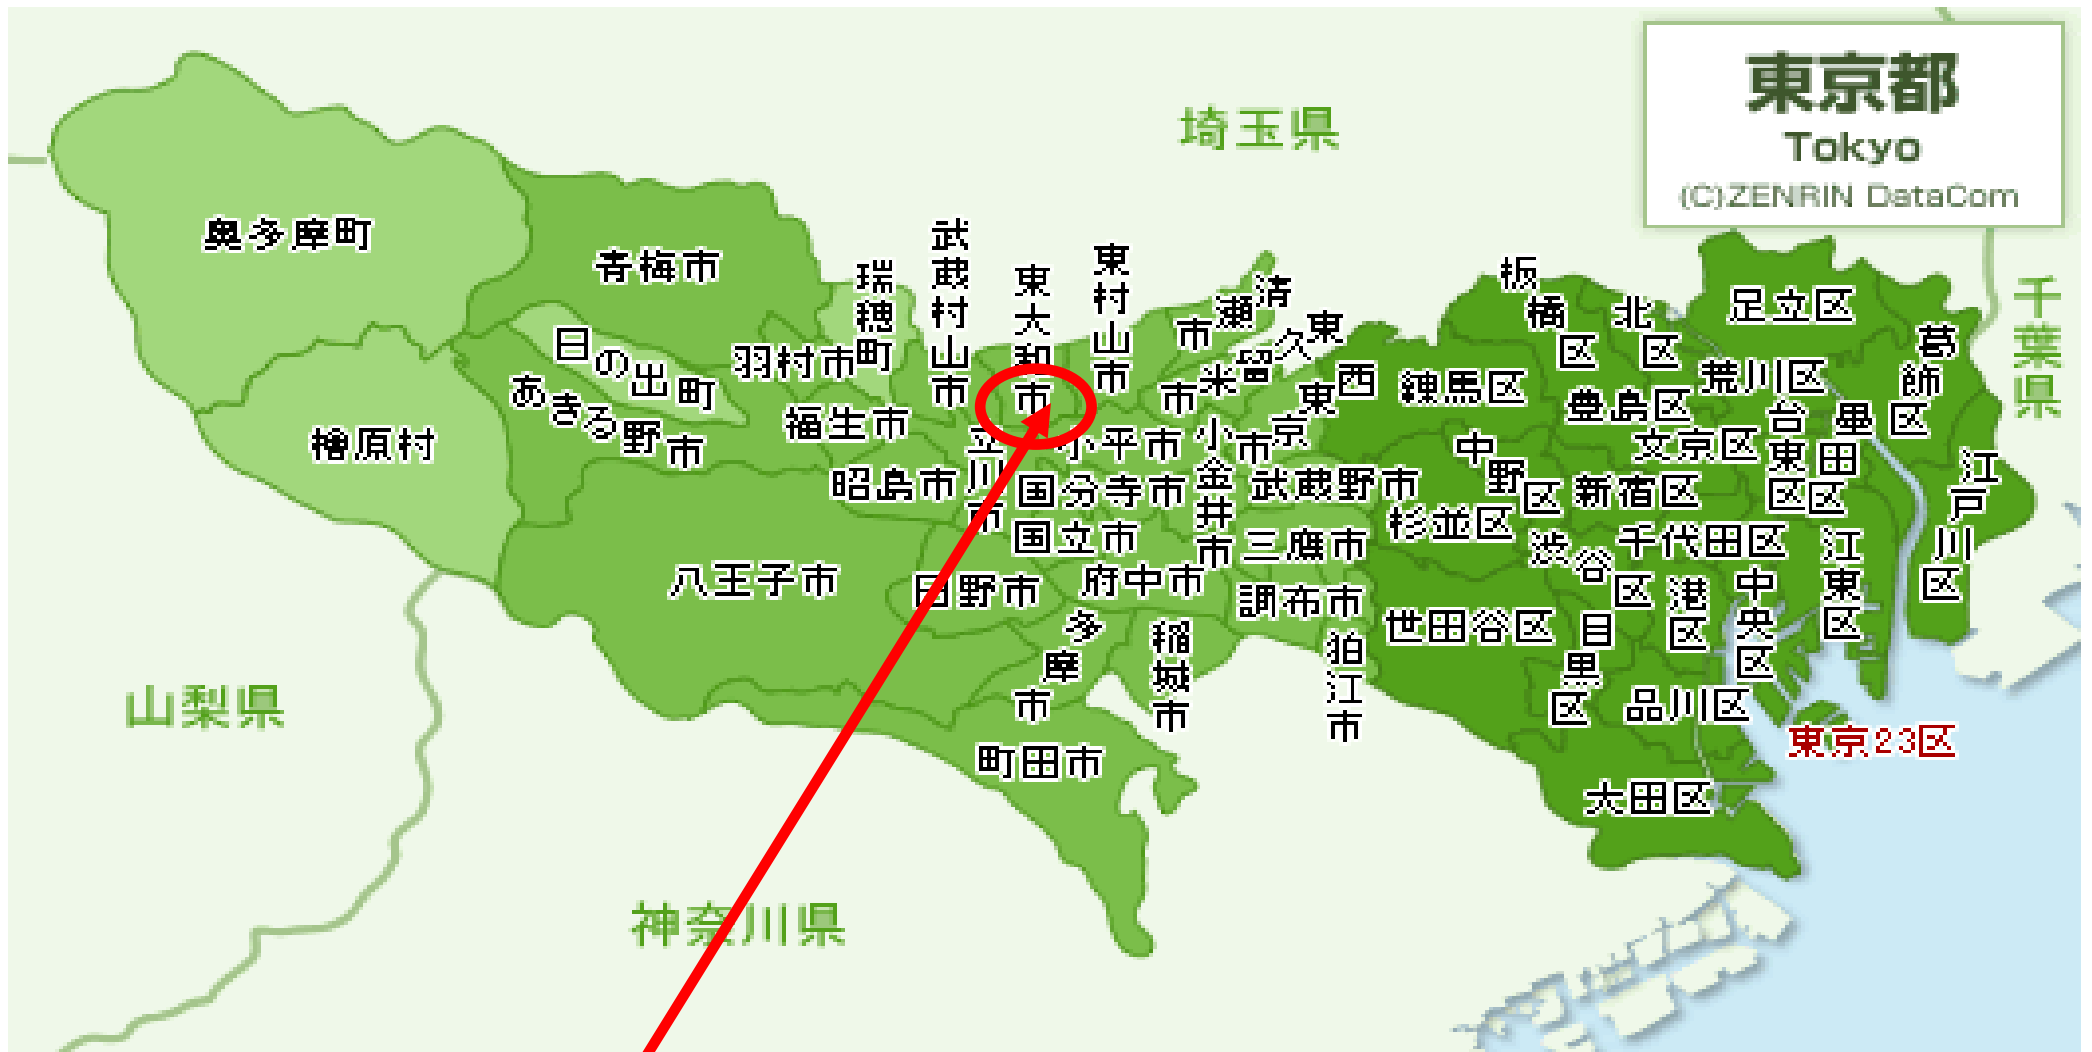 東京都
Tokyo
(C)ZENRIN DataCom
埼玉県
千葉県
山梨県
神奈川県
奥多摩町
青梅市
瑞穂町
武蔵村山市
東大和市
東村山市
清瀬市
東久留米市
日の出町
羽村市
あきる野市
福生市
檜原村
昭島市
立川市
小平市
小金井市
西東京市
国分寺市
武蔵野市
国立市
三鷹市
八王子市
日野市
府中市
調布市
多摩市
稲城市
狛江市
町田市
板橋区
北区
足立区
葛飾区
練馬区
豊島区
荒川区
文京区
台東区
墨田区
江戸川区
中野区
新宿区
杉並区
渋谷区
千代田区
江東区
中央区
港区
世田谷区
目黒区
品川区
大田区
東京23区